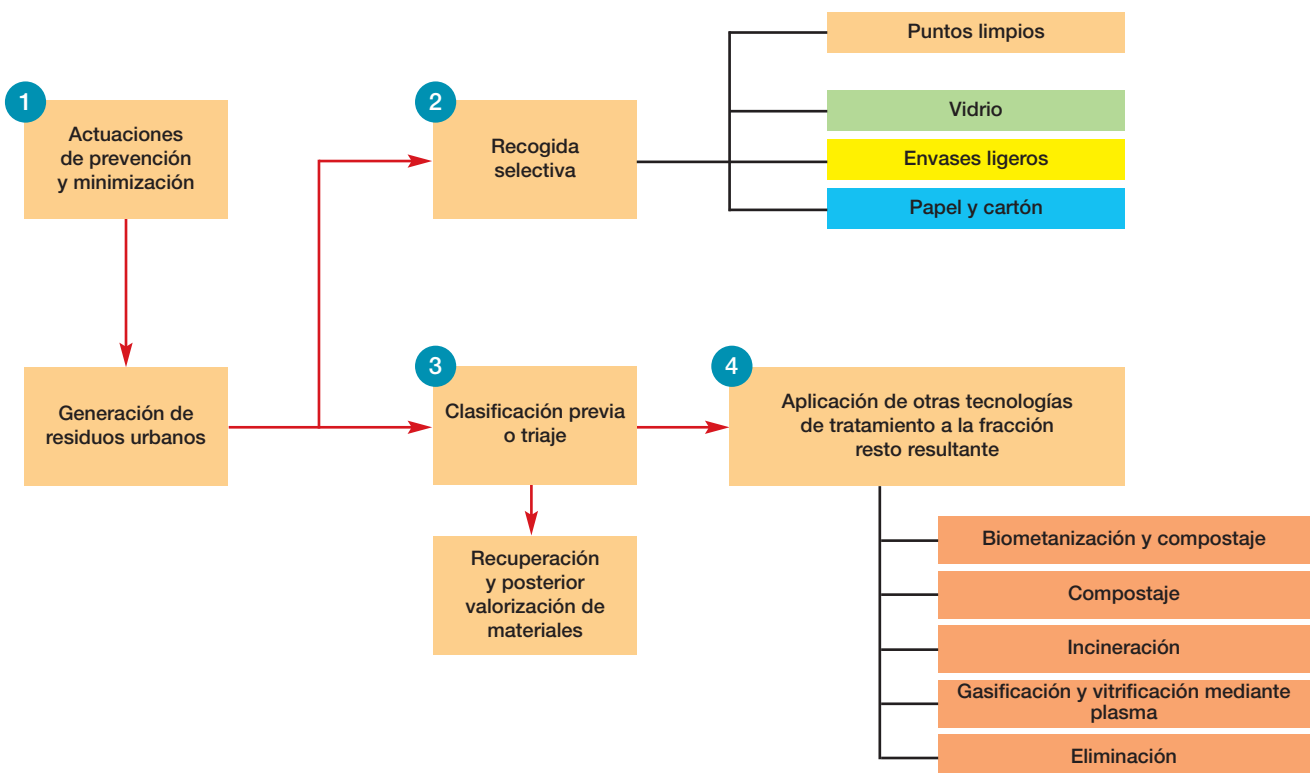 1
Actuaciones
de prevención
y minimización
2
Recogida
selectiva
Puntos limpios
Vidrio
Envases ligeros
Papel y cartón
Generación de
residuos urbanos
3
Clasificación previa
o triaje
Recuperación
y posterior
valorización de
materiales
4
Aplicación de otras tecnologías
de tratamiento a la fracción
resto resultante
Biometanización y compostaje
Compostaje
Incineración
Gasificación y vitrificación mediante
plasma
Eliminación